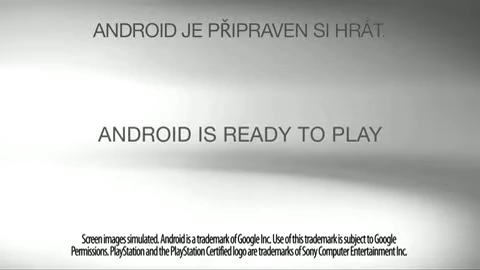 ANDROID JE PŘIPRAVEN SI HRÁT.
ANDROID IS READY TO PLAY
Screen images simulated. Android is a trademark of Google Inc. Use of this trademark is subject to Google
Permissions. PlayStation and the PlayStation Certified logo are trademarks of Sony Computer Entertainment Inc.